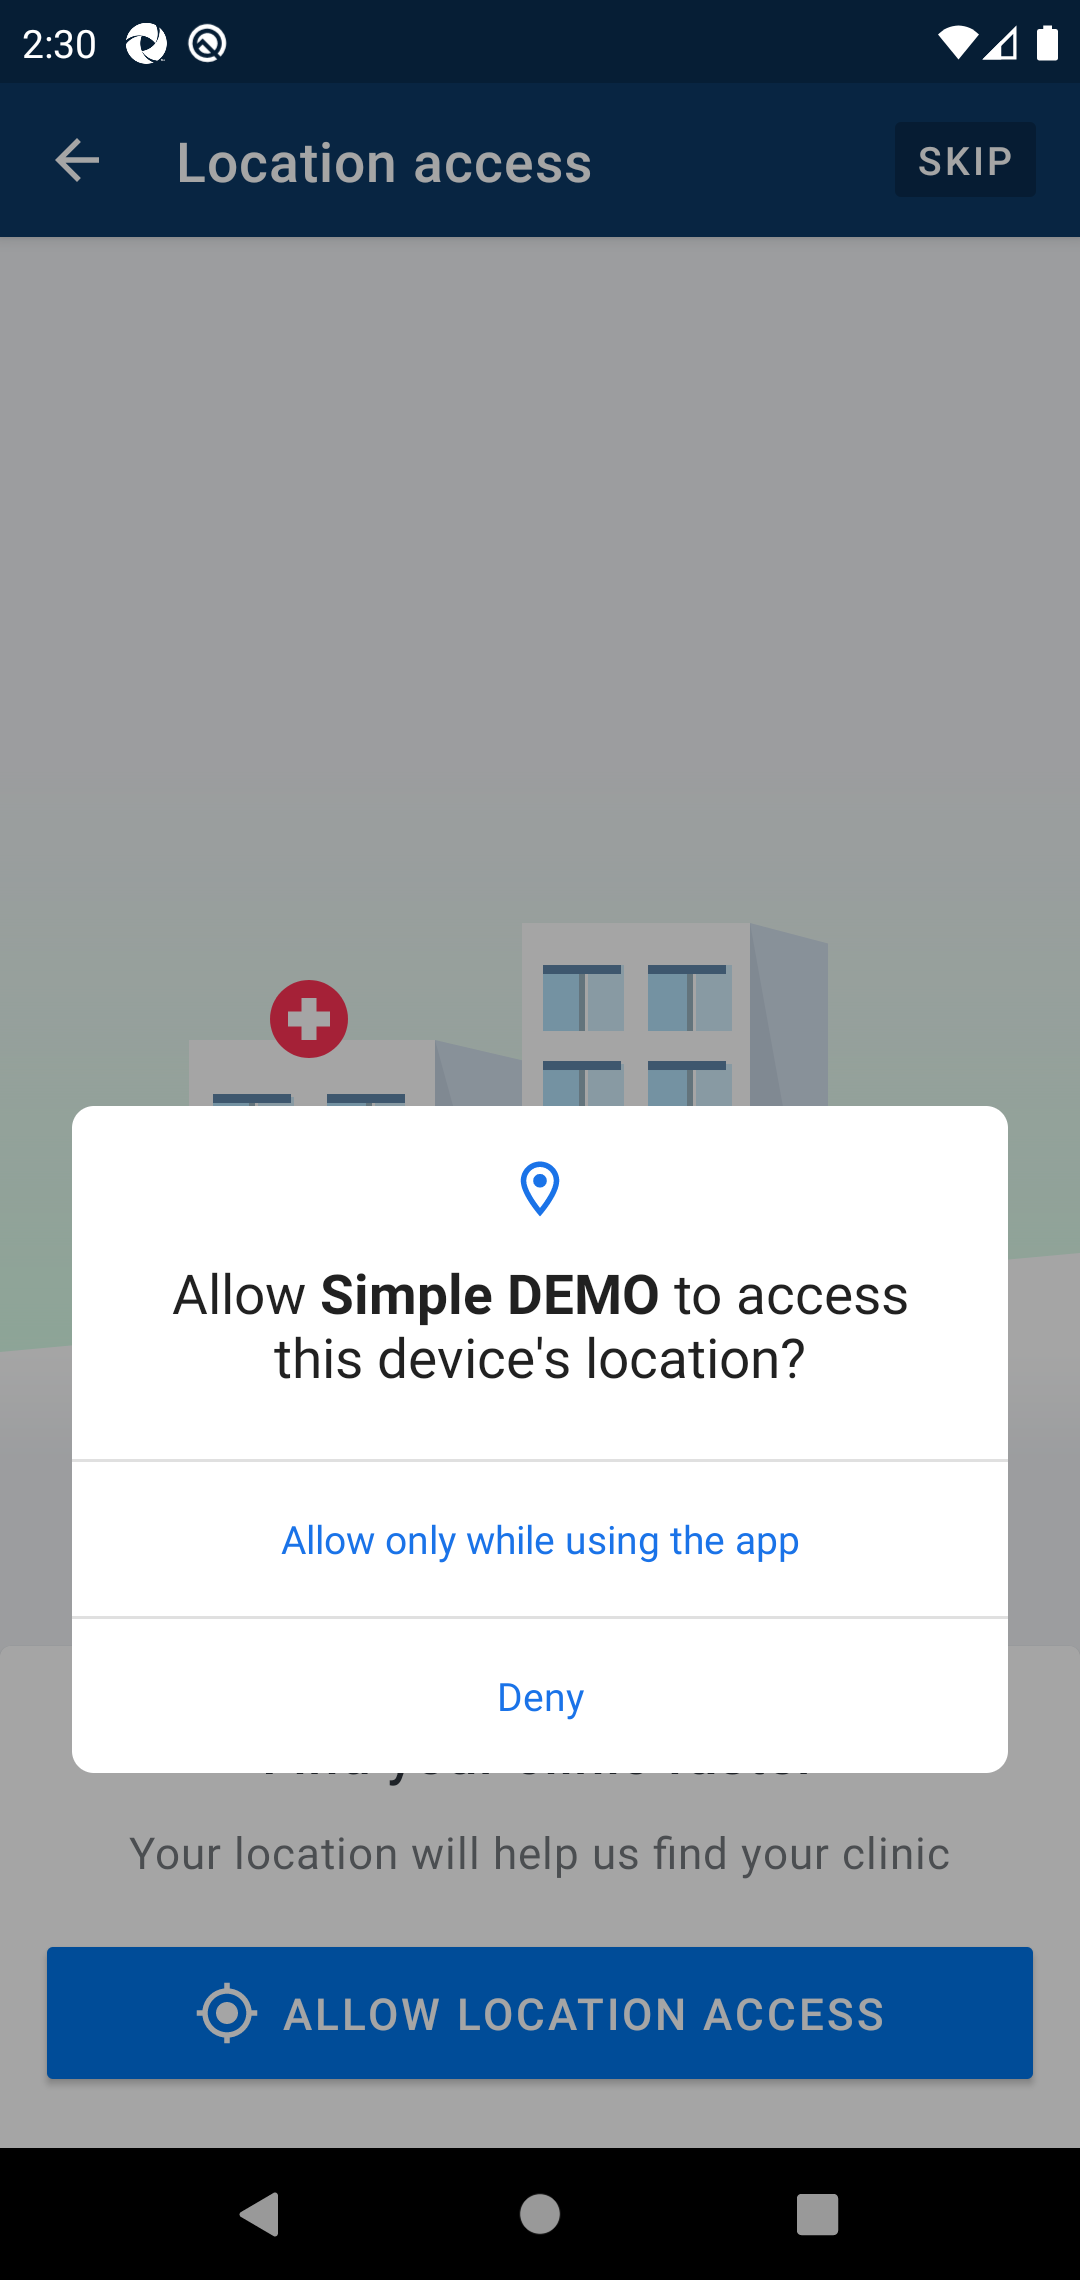 2:30
Location access
SKIP
Allow Simple DEMO to access
this device's location?
Allow only while using the app
Deny
Your location will help us find your clinic
ALLOW LOCATION ACCESS